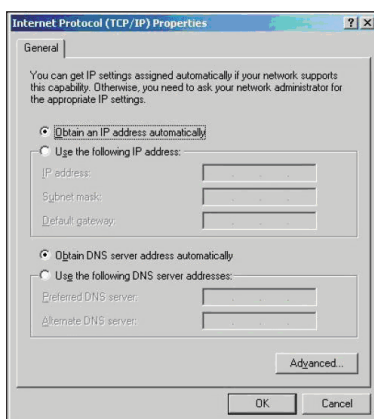 Internet Protocol (TCP/IP) Properties
General
You can get IP settings assigned automatically if your network supports
this capability. Otherwise, you need to ask your network administrator for
the appropriate IP settings.
Obtain an IP address automatically
Use the following IP address:
IP address:
Subnet mask:
Default gateway:
Obtain DNS server address automatically
Use the following DNS server addresses:
Preferred DNS server:
Alternate DNS server:
Advanced...
OK
Cancel